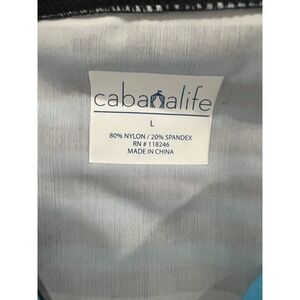 cabanalife
L
80% NYLON / 20% SPANDEX
RN # 118246
MADE IN CHINA